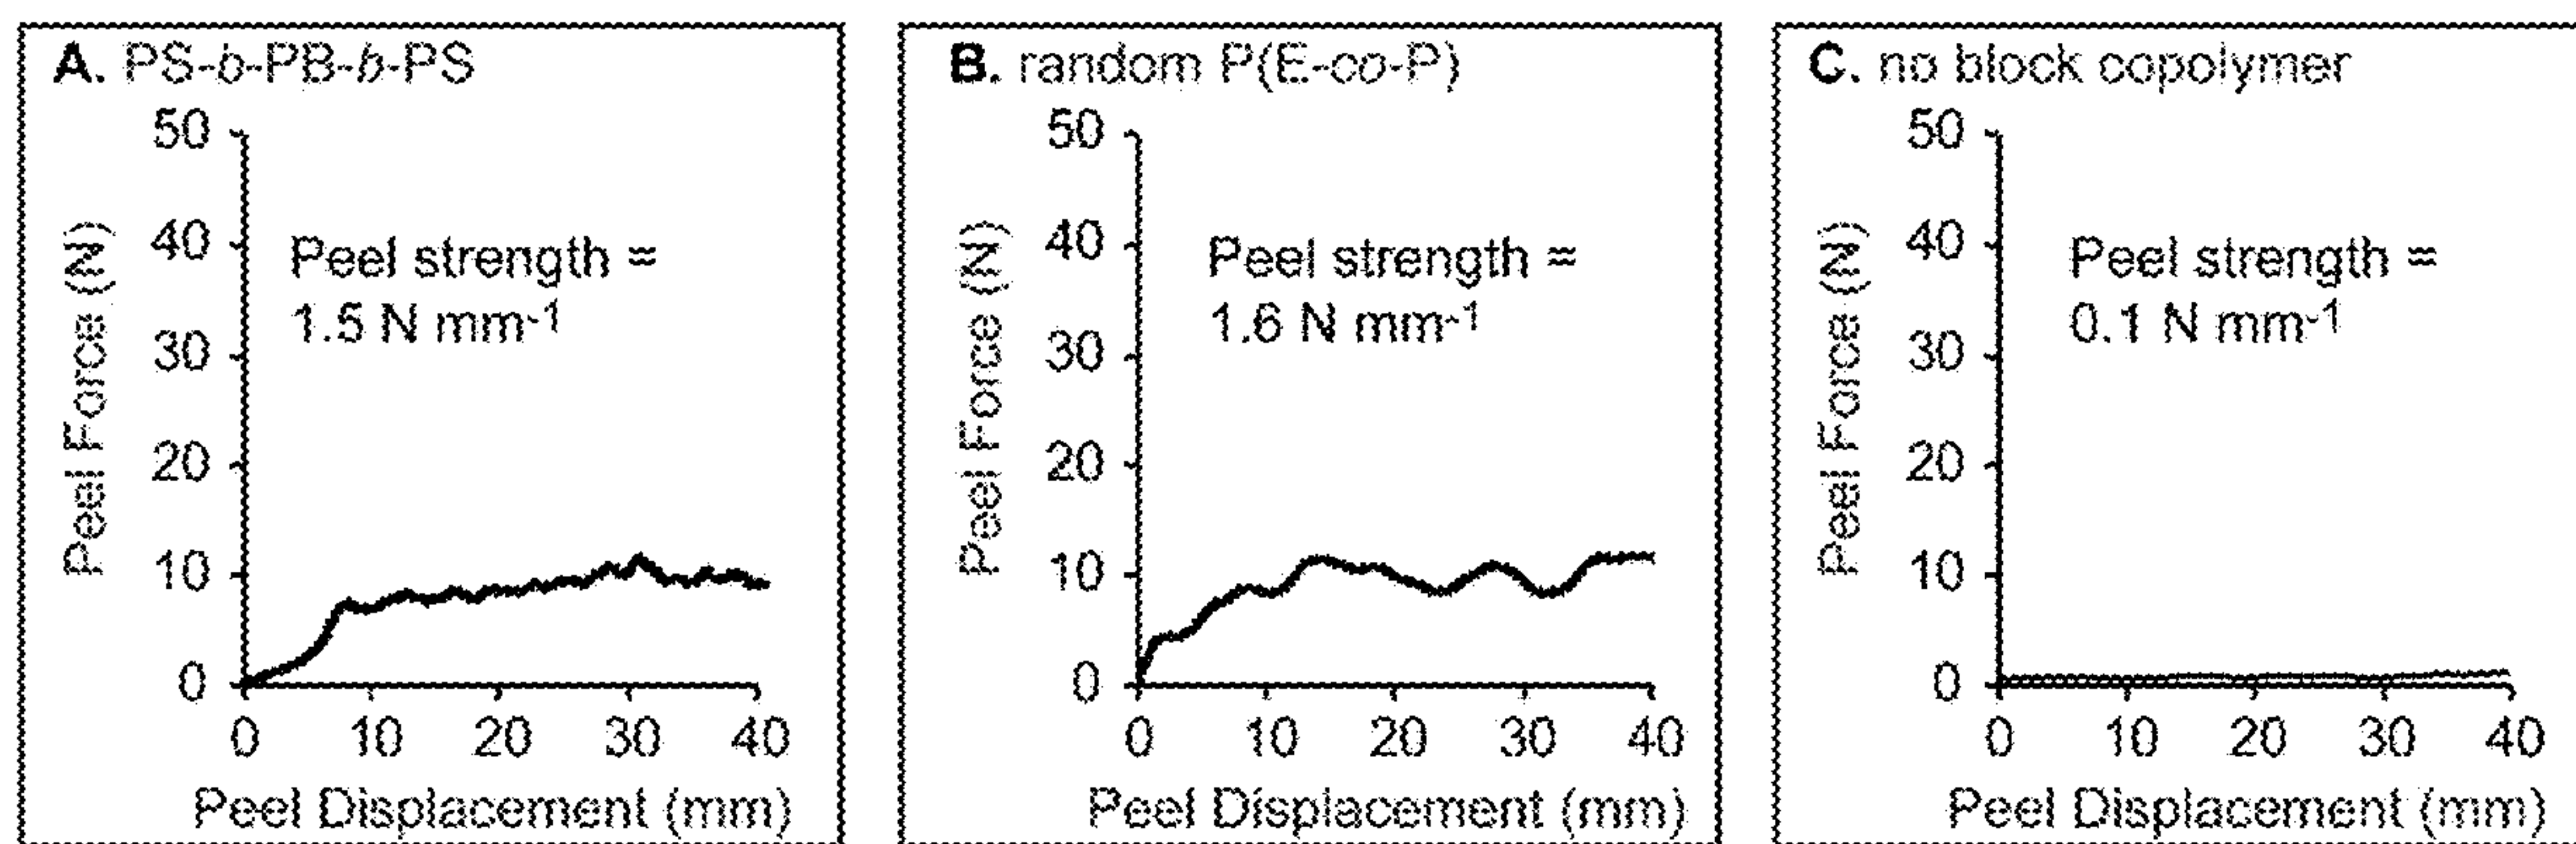 A. PS-b-PB-b-PS
50
40
30
20
10
0
Peel Force (N)
Peel strength =
1.5 N mm-1
0 10 20 30 40
Peel Displacement (mm)
B. random P(E-co-P)
50
40
30
20
10
0
Peel Force (N)
Peel strength =
1.6 N mm-1
0 10 20 30 40
Peel Displacement (mm)
C. no block copolymer
50
40
30
20
10
0
Peel Force (N)
Peel strength =
0.1 N mm-1
0 10 20 30 40
Peel Displacement (mm)